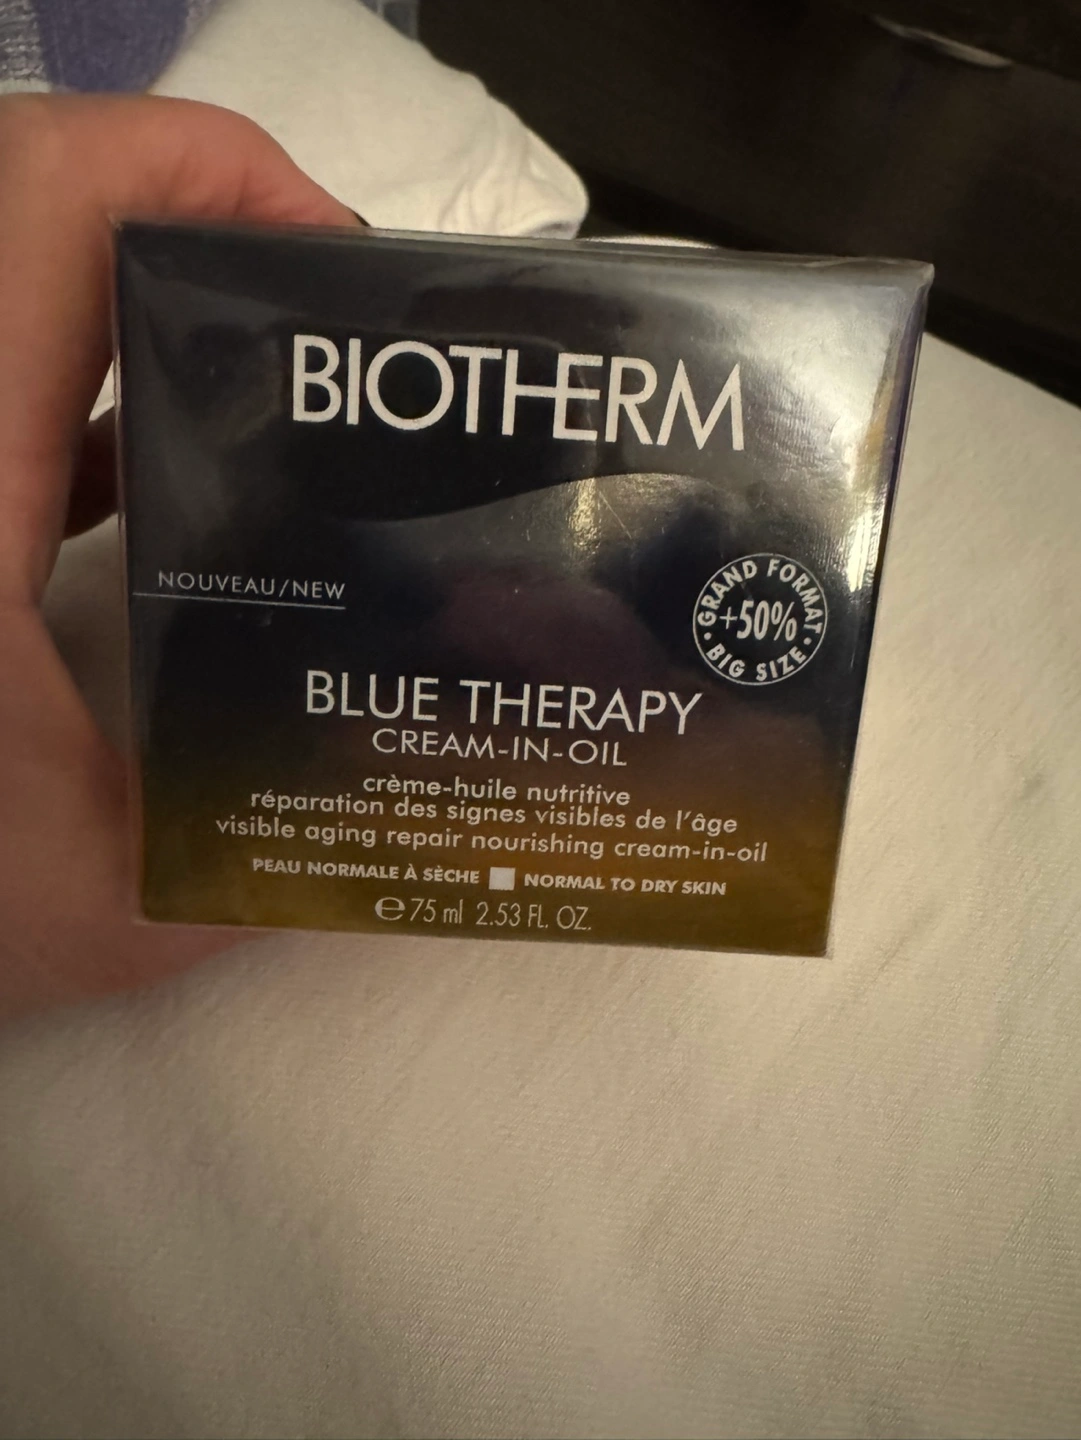 BIOTHERM
NOUVEAU/NEW
GRAND FORMAT
+50%
• BIG SIZE •
BLUE THERAPY
CREAM-IN-OIL
crème-huile nutritive
réparation des signes visibles de l'âge
visible aging repair nourishing cream-in-oil
PEAU NORMALE À SÈCHE NORMAL TO DRY SKIN
℮ 75 ml 2.53 FL. OZ.